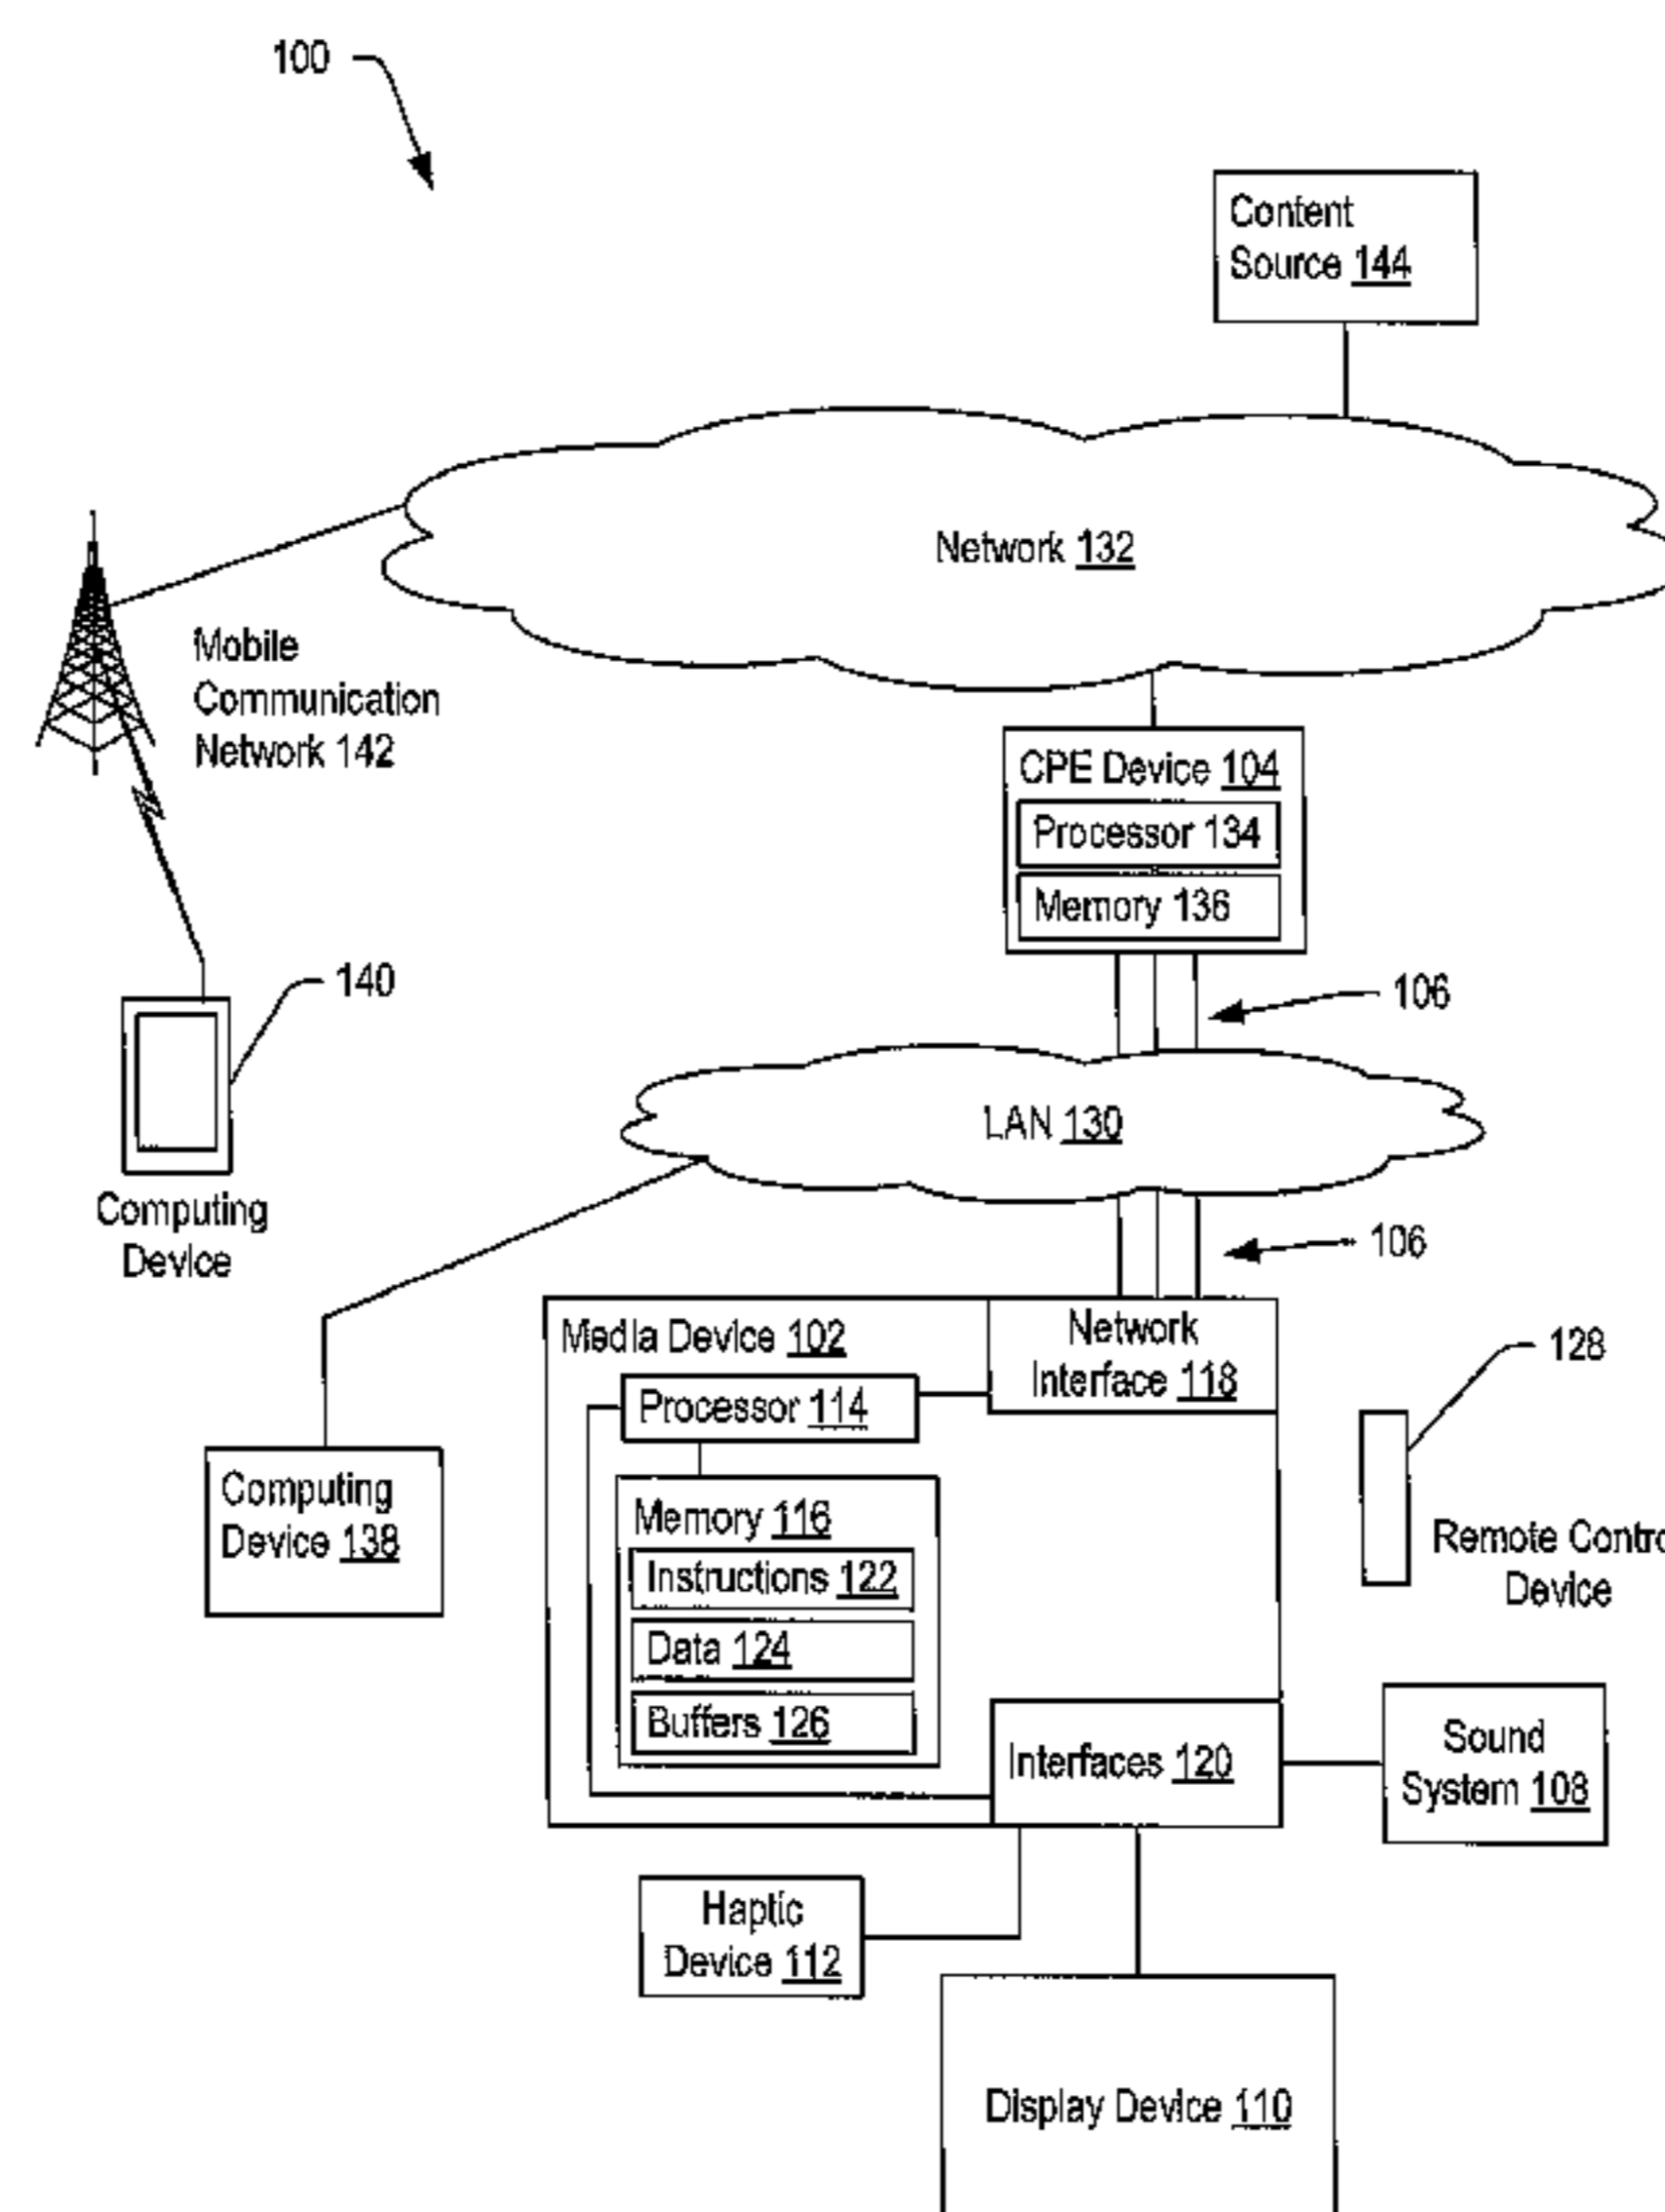 100
Content
Source 144
Network 132
Mobile
Communication
Network 142
CPE Device 104
Processor 134
Memory 136
140
106
LAN 130
Computing
Device
106
Media Device 102
Network
Interface 118
128
Processor 114
Computing
Device 138
Memory 116
Instructions 122
Data 124
Buffers 126
Remote Contro
Device
Interfaces 120
Sound
System 108
Haptic
Device 112
Display Device 110